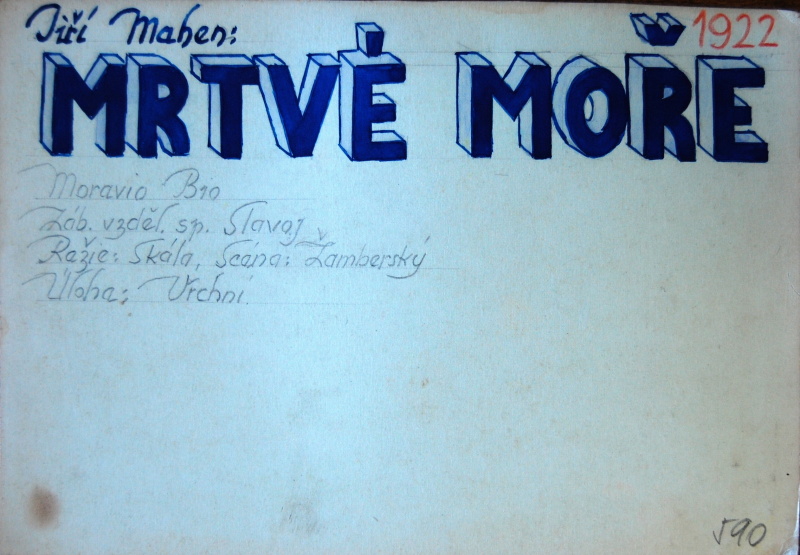 Jiří Mahen:
1922
MRTVÉ MOŘE
Moravio Bio
Záb. vzděl. sp. Slavoj
Režie: Skála, Scéna: Žamberský
Úloha: Vrchní.
590